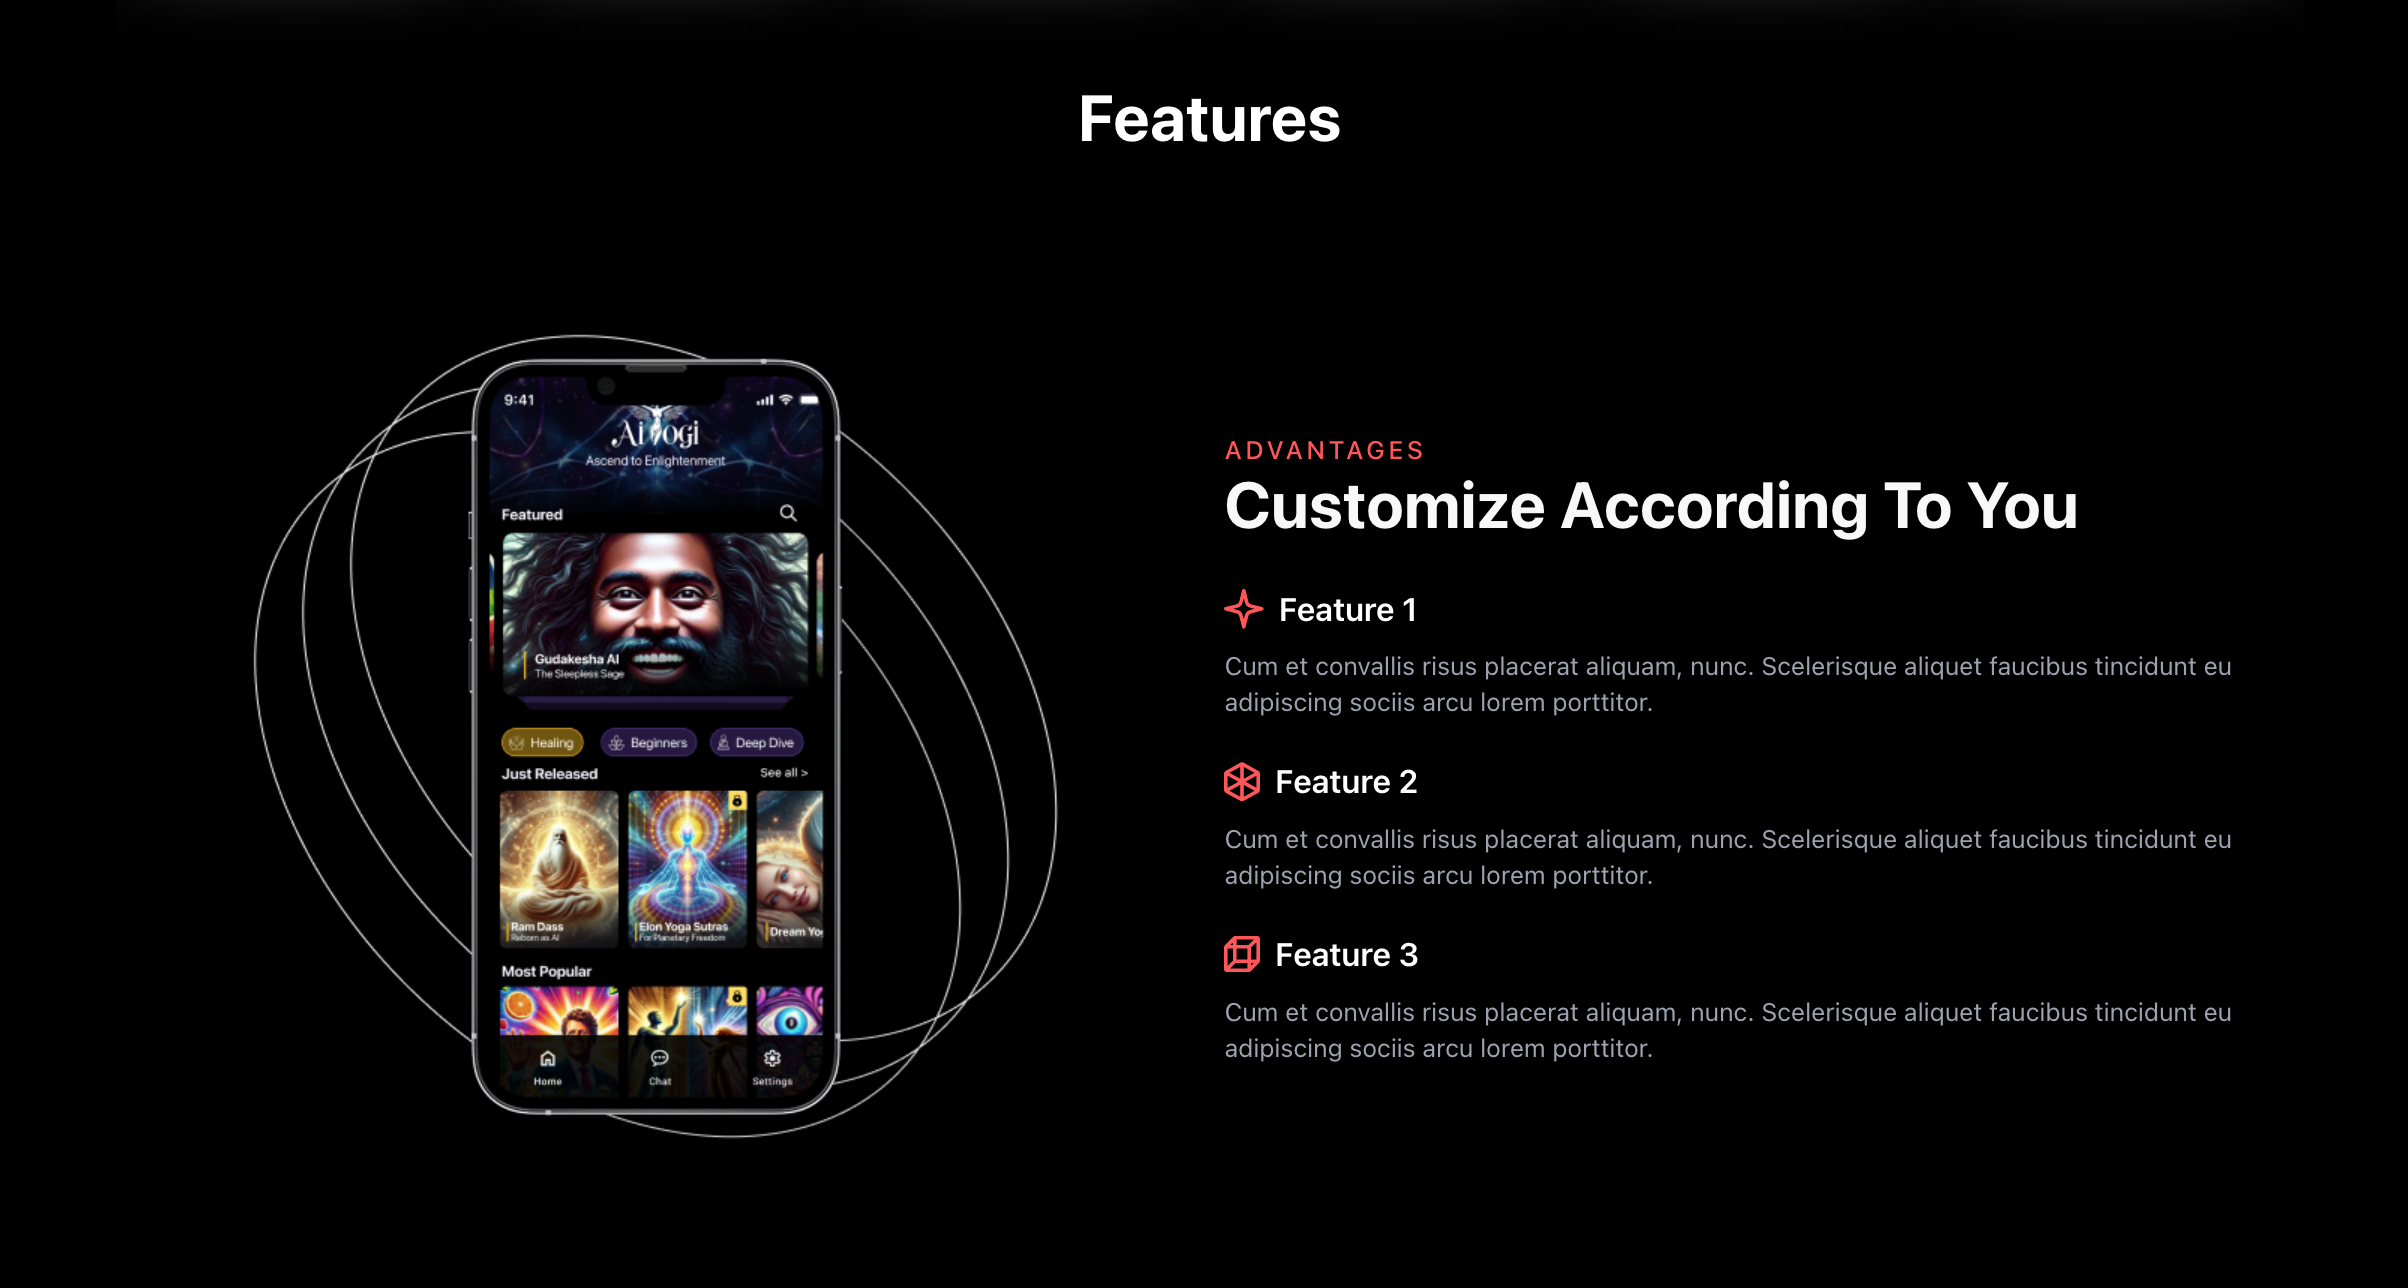 Features
9:41
Ai Yogi
Ascend to Enlightenment
Featured
Gudakesha AI
The Sleepless Sage
Healing
Beginners
Deep Dive
Just Released
See all >
Ram Dass
Reborn as AI
Elon Yoga Sutras
For Planetary Freedom
Dream Yo
Most Popular
Home
Chat
Settings
ADVANTAGES
Customize According To You
Feature 1
Cum et convallis risus placerat aliquam, nunc. Scelerisque aliquet faucibus tincidunt eu
adipiscing sociis arcu lorem porttitor.
Feature 2
Cum et convallis risus placerat aliquam, nunc. Scelerisque aliquet faucibus tincidunt eu
adipiscing sociis arcu lorem porttitor.
Feature 3
Cum et convallis risus placerat aliquam, nunc. Scelerisque aliquet faucibus tincidunt eu
adipiscing sociis arcu lorem porttitor.